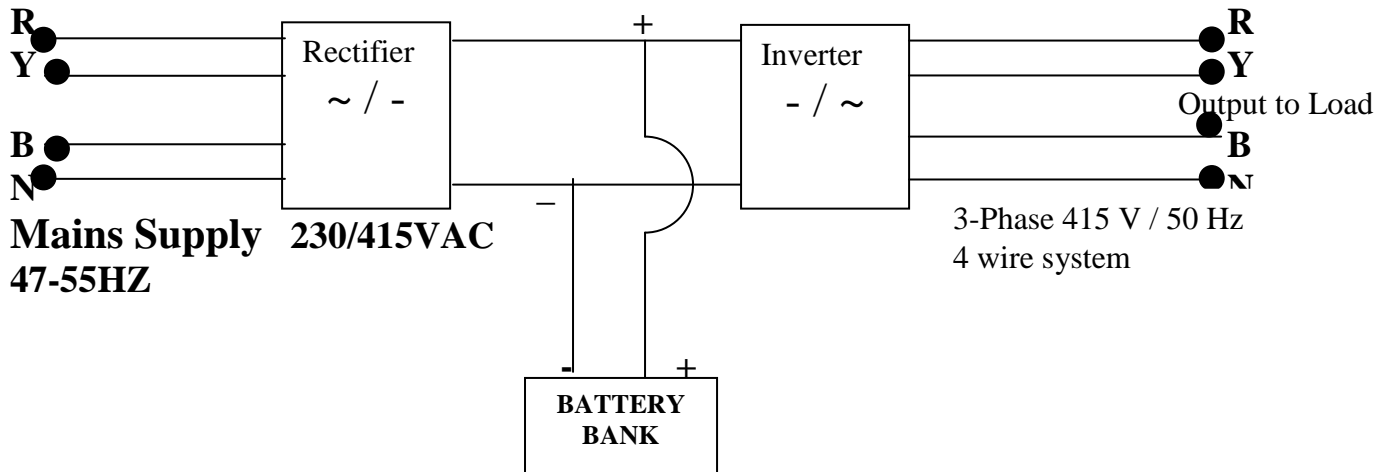 R
Y
B
N
Mains Supply 230/415VAC
47-55HZ
Rectifier
~ / -
+
–
Inverter
- / ~
R
Y
Output to Load
B
N
3-Phase 415 V / 50 Hz
4 wire system
- +
BATTERY
BANK